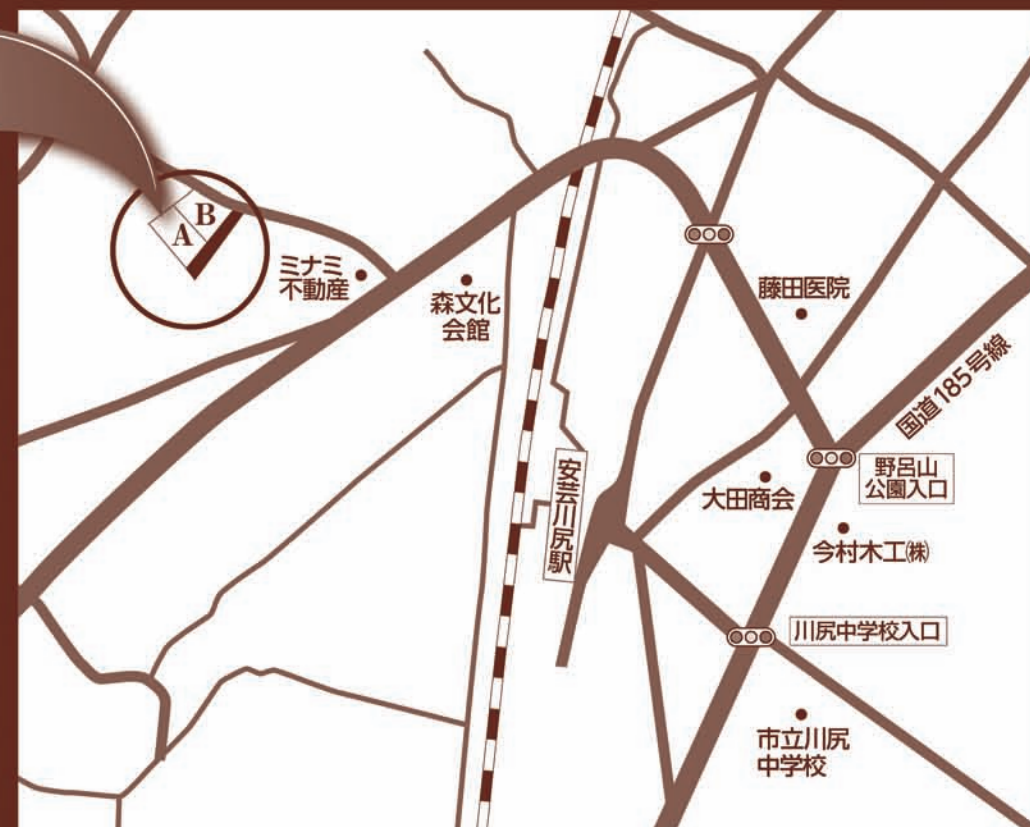 B
A
ミナミ
不動産
森文化
会館
藤田医院
国道185号線
野呂山
公園入口
大田商会
安芸川尻駅
今村木工㈱
川尻中学校入口
市立川尻
中学校